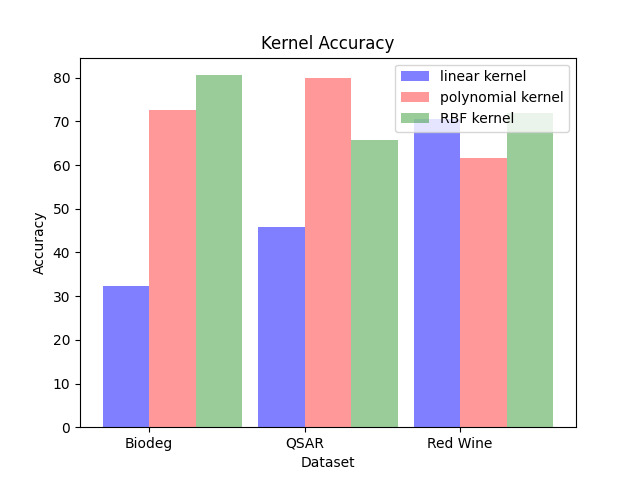 Kernel Accuracy
linear kernel
polynomial kernel
RBF kernel
Accuracy
80
70
60
50
40
30
20
10
0
Biodeg
QSAR
Red Wine
Dataset